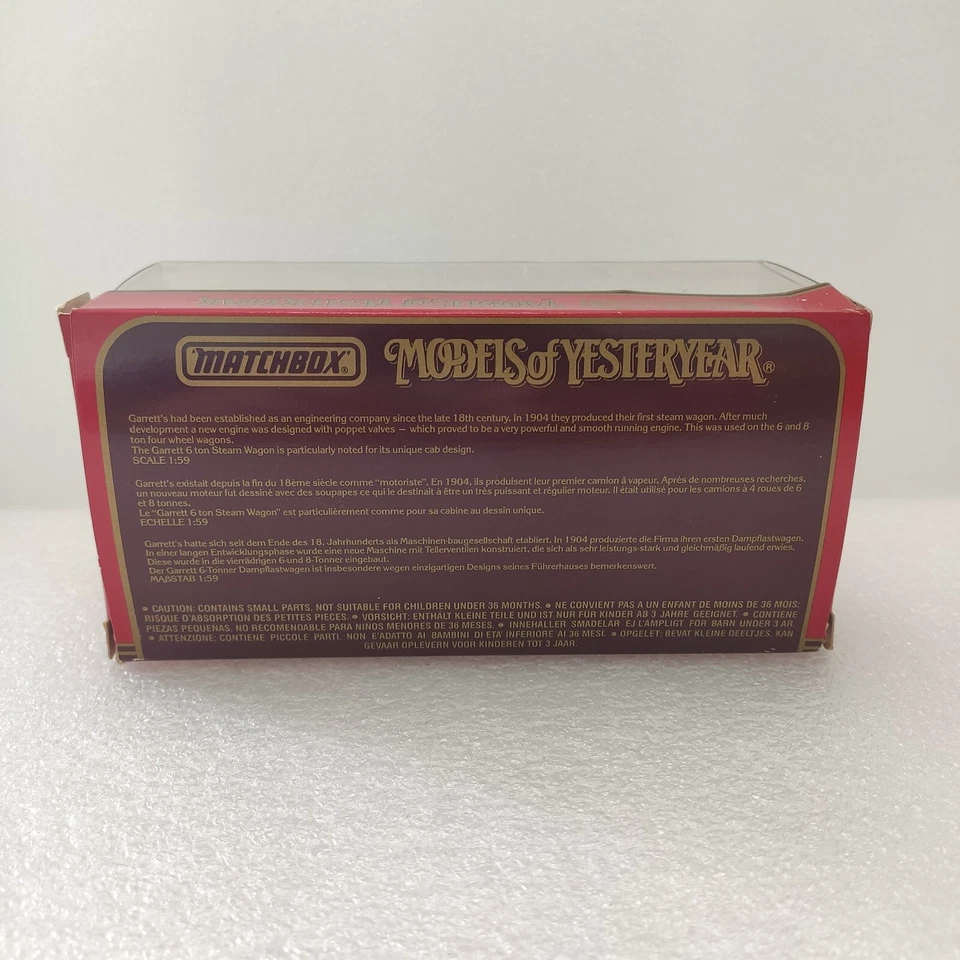 MATCHBOX® MODELS of YESTERYEAR®
Garrett's had been established as an engineering company since the late 18th century. In 1904 they produced their first steam wagon. After much
development a new engine was designed with poppet valves – which proved to be a very powerful and smooth running engine. This was used on the 6 and 8
ton four wheel wagons.
The Garrett 6 ton Steam Wagon is particularly noted for its unique cab design.
SCALE 1:59
Garrett's existait depuis la fin du 18ème siècle comme "motoriste". En 1904, ils produisent leur premier camion á vapeur. Après de nombreuses recherches,
un nouveau moteur fut dessiné avec des soupapes ce qui le destinait à être un très puissant et régulier moteur. Il était utilisé pour les camions à 4 roues de 6
et 8 tonnes.
Le "Garrett 6 ton Steam Wagon" est particulièrement comme pour sa cabine au dessin unique.
ECHELLE 1:59
Garrett's hatte sich seit dem Ende des 18. Jahrhunderts als Maschinen-baugesellschaft etabliert. In 1904 produzierte die Firma ihren ersten Dampflastwagen.
In einer langen Entwicklungsphase wurde eine neue Maschine mit Tellerventilen konstruiert, die sich als sehr leistungs-stark und gleichmäßig laufend erwies.
Diese wurde in die vierrädrigen 6-und 8-Tonner eingebaut.
Der Garrett 6-Tonner Dampflastwagen ist insbesondere wegen einzigartigen Designs seines Führerhauses bemerkenswert.
MAßSTAB 1:59
• CAUTION: CONTAINS SMALL PARTS. NOT SUITABLE FOR CHILDREN UNDER 36 MONTHS. • NE CONVIENT PAS A UN ENFANT DE MOINS DE 36 MOIS:
RISQUE D'ABSORPTION DES PETITES PIECES. • VORSICHT: ENTHÄLT KLEINE TEILE UND IST NUR FÜR KINDER AB 3 JAHRE GEEIGNET. • CONTIENE
PIEZAS PEQUENAS. NO RECOMENDABLE PARA NINOS MENORES DE 36 MESES. • INNEHALLER SMADELAR EJ LAMPLIGT FOR BARN UNDER 3 AR.
• ATTENZIONE: CONTIENE PICCOLE PARTI. NON E'ADATTO AI BAMBINI DI ETA' INFERIORE AI 36 MESI. • OPGELET: BEVAT KLEINE DEELTJES. KAN
GEVAAR OPLEVERN VOOR KINDEREN TOT 3 JAAR.